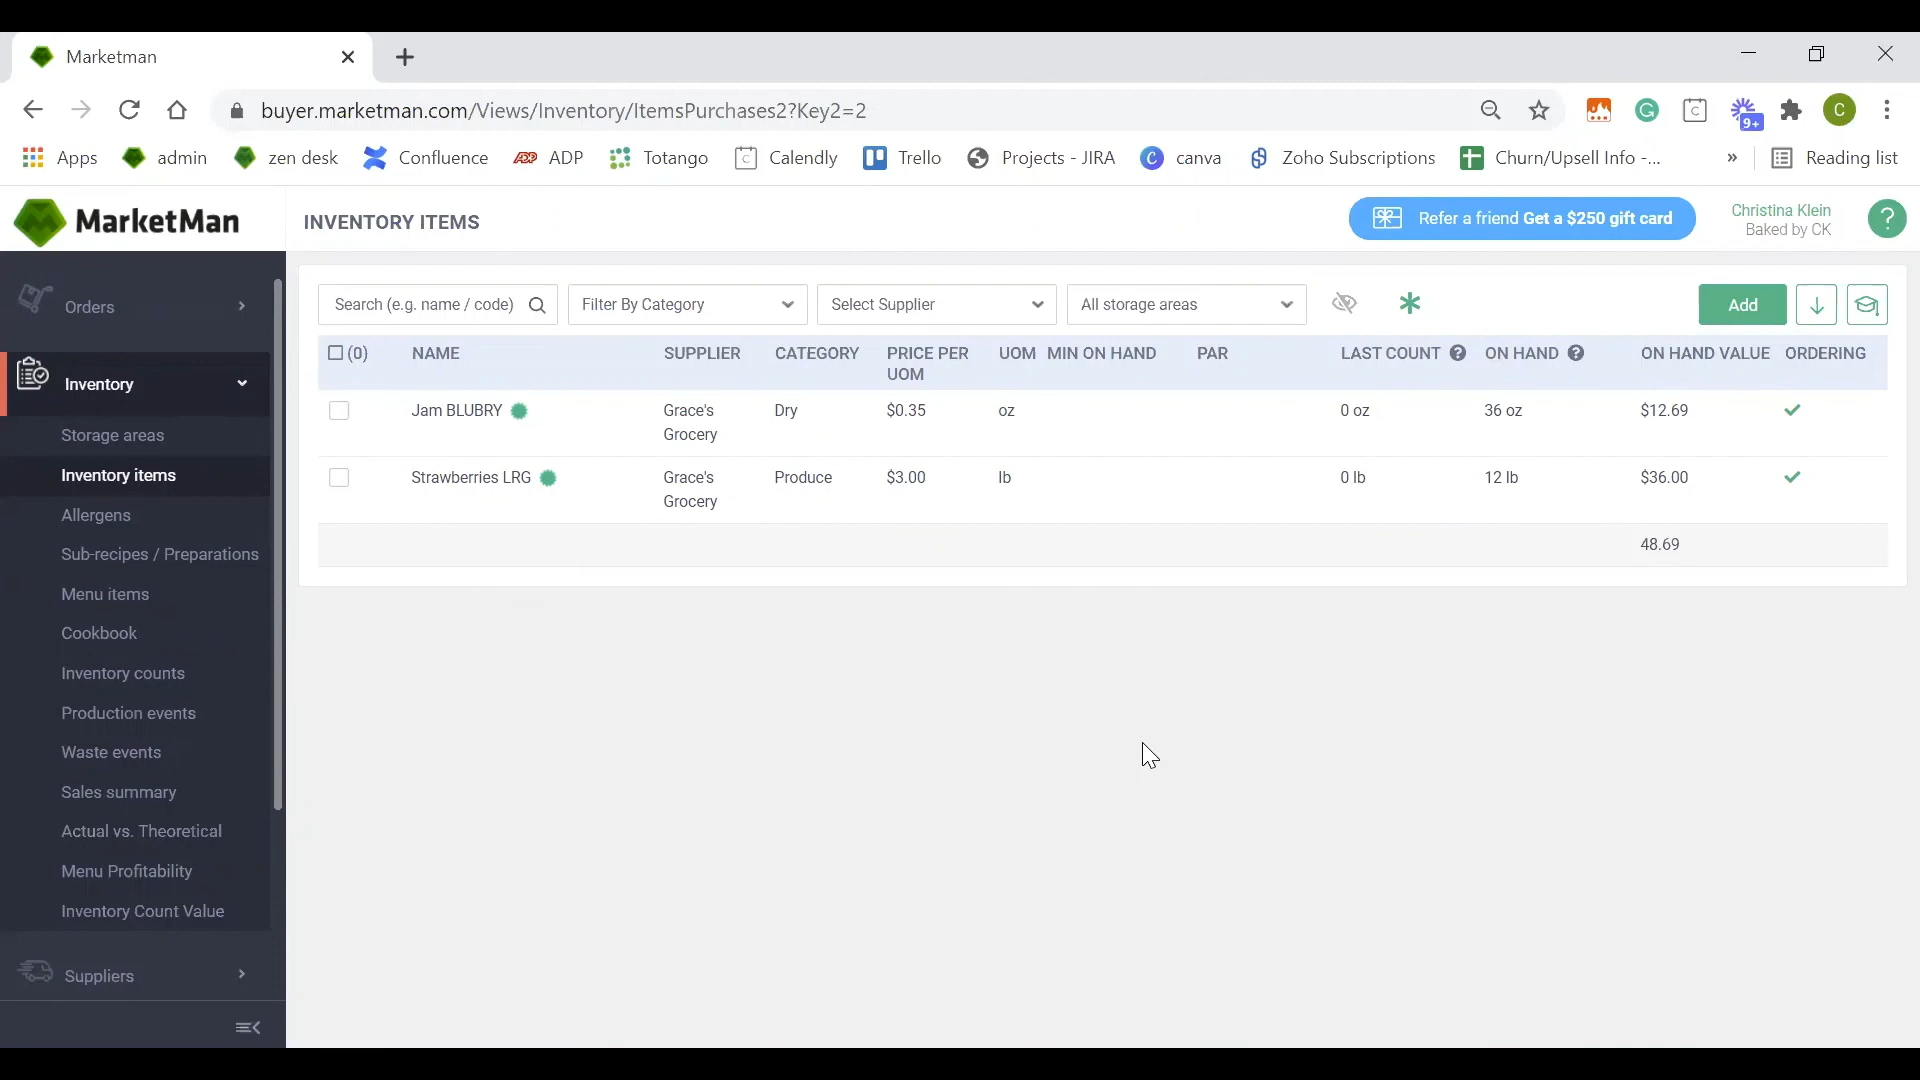 Marketman
buyer.marketman.com/Views/Inventory/ItemsPurchases2?Key2=2
C
9+
C
Apps
admin
zen desk
Confluence
ADP
Totango
Calendly
Trello
Projects - JIRA
canva
Zoho Subscriptions
Churn/Upsell Info -...
»
Reading list
MarketMan
INVENTORY ITEMS
Refer a friend Get a $250 gift card
Christina Klein
Baked by CK
?
Orders
Inventory
Storage areas
Inventory items
Allergens
Sub-recipes / Preparations
Menu items
Cookbook
Inventory counts
Production events
Waste events
Sales summary
Actual vs. Theoretical
Menu Profitability
Inventory Count Value
Suppliers
Search (e.g. name / code)
Filter By Category
Select Supplier
All storage areas
Add
(0) NAME SUPPLIER CATEGORY PRICE PER UOM UOM MIN ON HAND PAR LAST COUNT ? ON HAND ? ON HAND VALUE ORDERING
Jam BLUBRY Grace's Grocery Dry $0.35 oz 0 oz 36 oz $12.69
Strawberries LRG Grace's Grocery Produce $3.00 lb 0 lb 12 lb $36.00
48.69